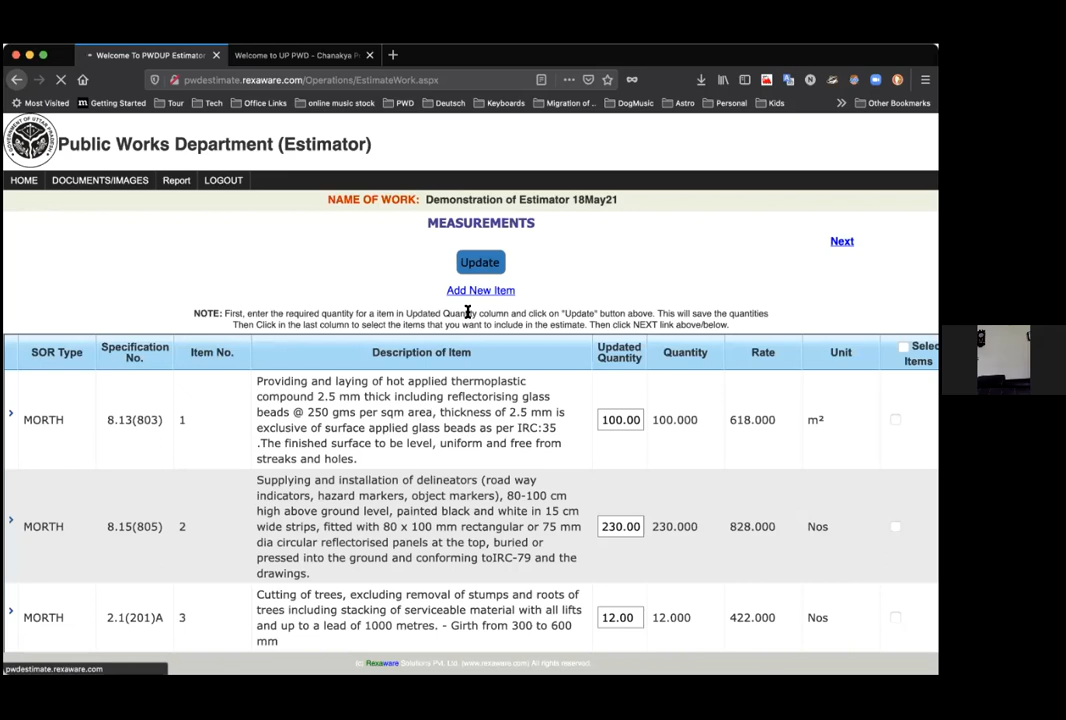 Welcome To PWDUP Estimator
Welcome to UP PWD - Chanakya P
pwdestimate.rexaware.com/Operations/EstimateWork.aspx
Most Visited
Getting Started
Tour
Tech
Office Links
online music stock
PWD
Deutsch
Keyboards
Migration of ..
DogMusic
Astro
Personal
Kids
Other Bookmarks
Public Works Department (Estimator)
HOME
DOCUMENTS/IMAGES
Report
LOGOUT
NAME OF WORK: Demonstration of Estimator 18May21
MEASUREMENTS
Next
Update
Add New Item
NOTE: First, enter the required quantity for a item in Updated Quantity column and click on "Update" button above. This will save the quantities
Then Click in the last column to select the items that you want to include in the estimate. Then click NEXT link above/below.
SOR Type
Specification
No.
Item No.
Description of Item
Updated
Quantity
Quantity
Rate
Unit
Selec
Items
MORTH
8.13(803)
1
Providing and laying of hot applied thermoplastic
compound 2.5 mm thick including reflectorising glass
beads @ 250 gms per sqm area, thickness of 2.5 mm is
exclusive of surface applied glass beads as per IRC:35
.The finished surface to be level, uniform and free from
streaks and holes.
100.00
100.000
618.000
m²
MORTH
8.15(805)
2
Supplying and installation of delineators (road way
indicators, hazard markers, object markers), 80-100 cm
high above ground level, painted black and white in 15 cm
wide strips, fitted with 80 x 100 mm rectangular or 75 mm
dia circular reflectorised panels at the top, buried or
pressed into the ground and conforming toIRC-79 and the
drawings.
230.00
230.000
828.000
Nos
MORTH
2.1(201)A
3
Cutting of trees, excluding removal of stumps and roots of
trees including stacking of serviceable material with all lifts
and up to a lead of 1000 metres. - Girth from 300 to 600
mm
12.00
12.000
422.000
Nos
pwdestimate.rexaware.com
(c) Rexaware Solutions Pvt. Ltd. (www.rexaware.com) All rights reserved.